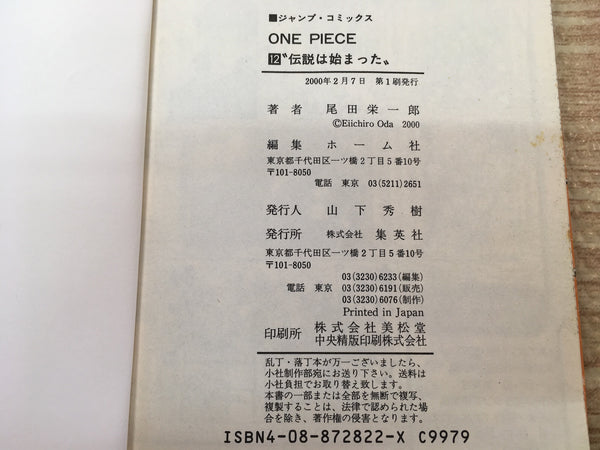 ■ジャンプ・コミックス
ONE PIECE
12〝伝説は始まった〟
2000年2月7日 第1刷発行
著者 尾田栄一郎
©Eiichiro Oda 2000
編集 ホーム社
東京都千代田区一ツ橋2丁目5番10号
〒101-8050
電話 東京 03(5211)2651
発行人 山下秀樹
発行所 株式会社 集英社
東京都千代田区一ツ橋2丁目5番10号
〒101-8050
03(3230)6233(編集)
電話 東京 03(3230)6191(販売)
03(3230)6076(制作)
Printed in Japan
印刷所 株式会社美松堂
中央精版印刷株式会社
乱丁・落丁本が万一ございましたら、
小社制作部宛にお送り下さい。送料は
小社負担でお取り替え致します。
本書の一部または全部を無断で複写、
複製することは、法律で認められた場
合を除き、著作権の侵害となります。
ISBN4-08-872822-X C9979